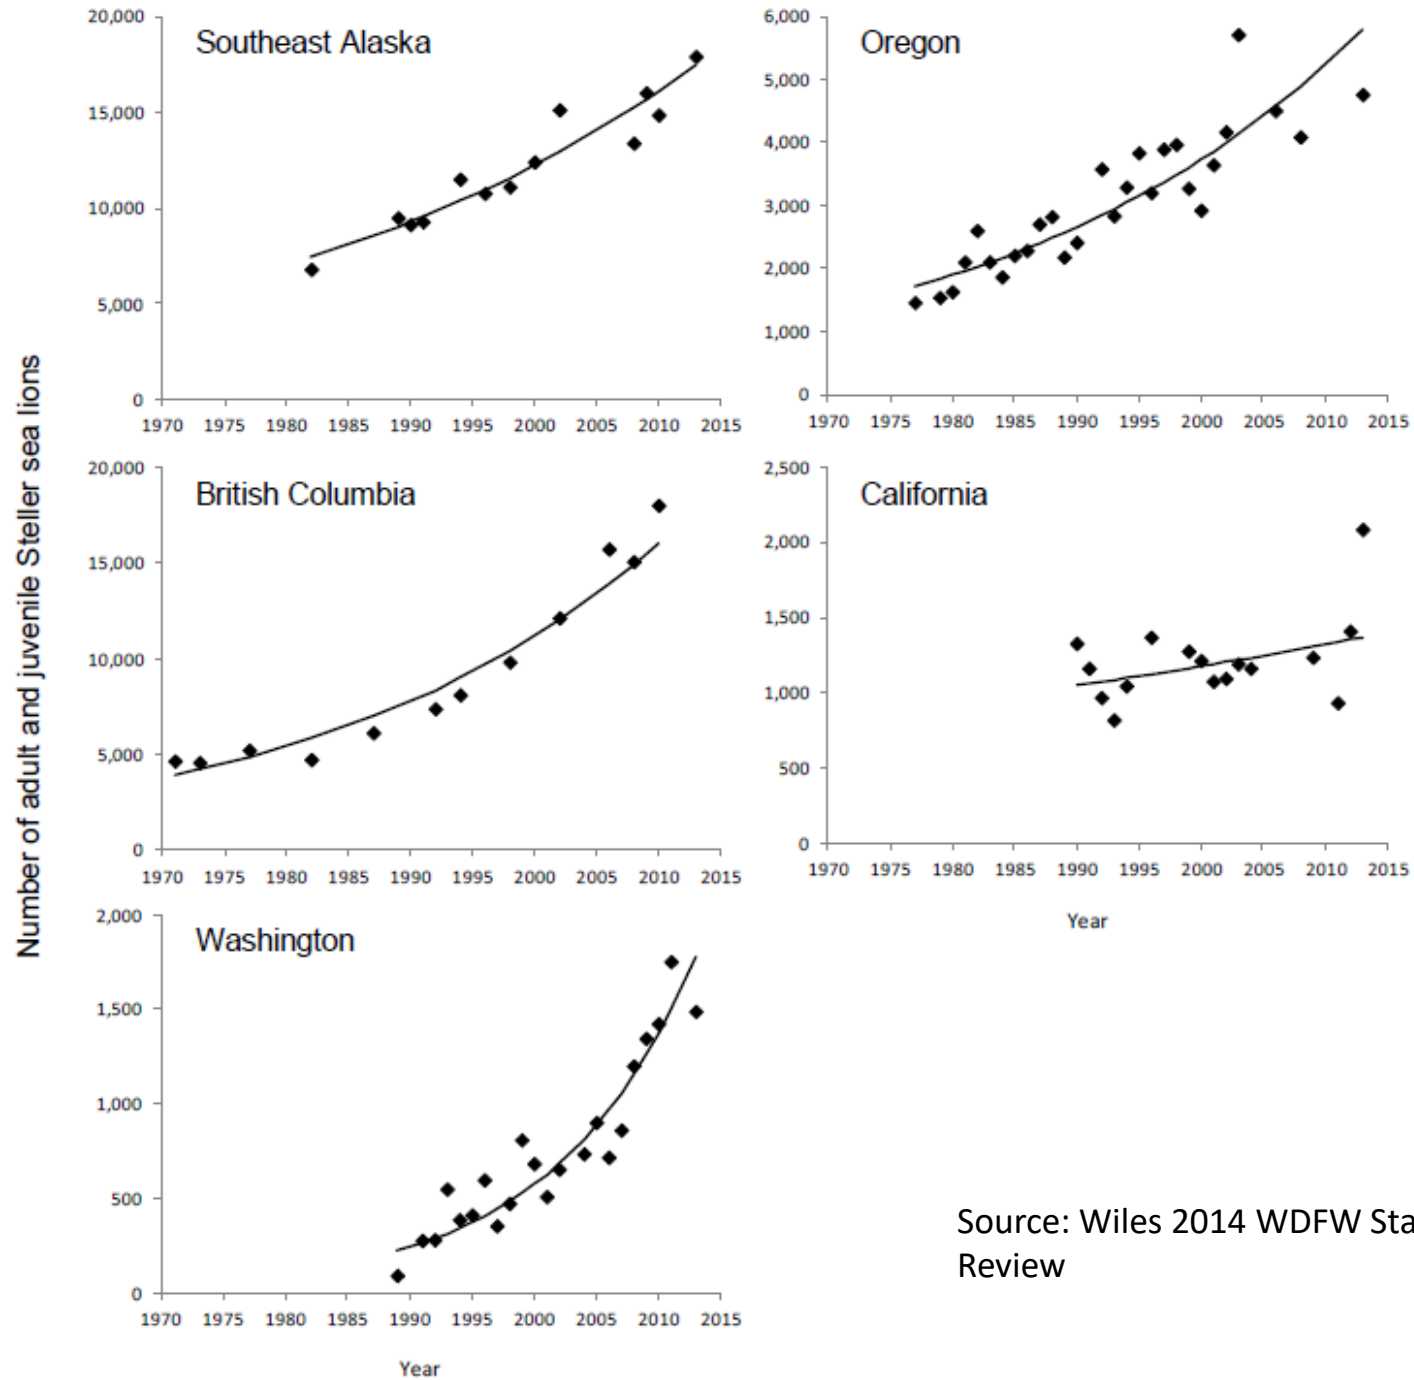 Number of adult and juvenile Steller sea lions
Southeast Alaska
20,000
15,000
10,000
5,000
0
1970 1975 1980 1985 1990 1995 2000 2005 2010 2015
Oregon
6,000
5,000
4,000
3,000
2,000
1,000
0
1970 1975 1980 1985 1990 1995 2000 2005 2010 2015
British Columbia
20,000
15,000
10,000
5,000
0
1970 1975 1980 1985 1990 1995 2000 2005 2010 2015
California
2,500
2,000
1,500
1,000
500
0
1970 1975 1980 1985 1990 1995 2000 2005 2010 2015
Year
Washington
2,000
1,500
1,000
500
0
1970 1975 1980 1985 1990 1995 2000 2005 2010 2015
Year
Source: Wiles 2014 WDFW Sta
Review